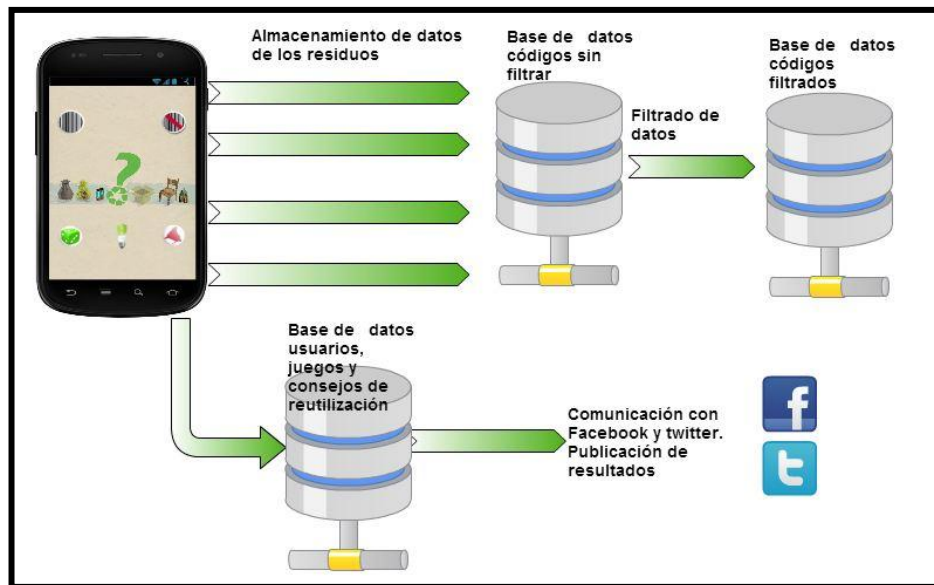 Almacenamiento de datos
de los residuos
Base de datos
códigos sin
filtrar
Base de datos
códigos
filtrados
Filtrado de
datos
Base de datos
usuarios,
juegos y
consejos de
reutilización
Comunicación con
Facebook y twitter.
Publicación de
resultados
f
t